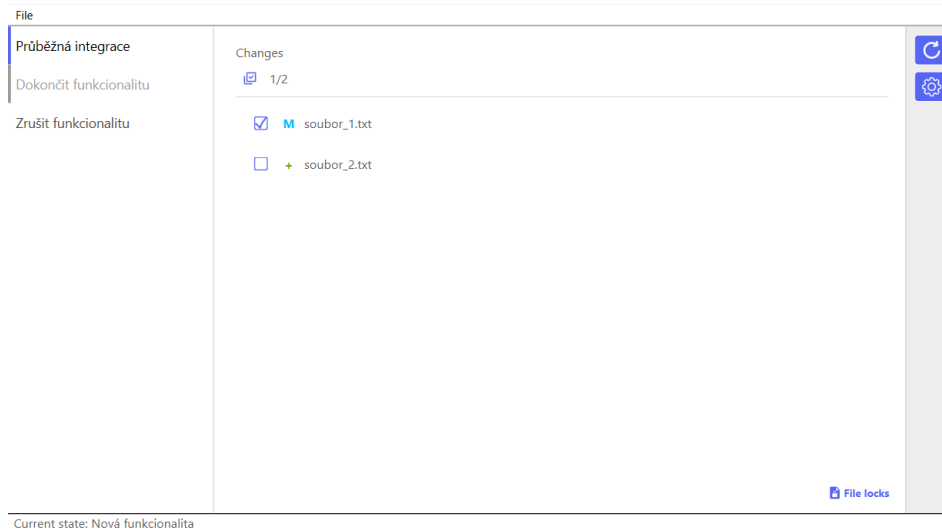 File
Průběžná integrace
Dokončit funkcionalitu
Zrušit funkcionalitu
Changes
1/2
M soubor_1.txt
+ soubor_2.txt
File locks
Current state: Nová funkcionalita